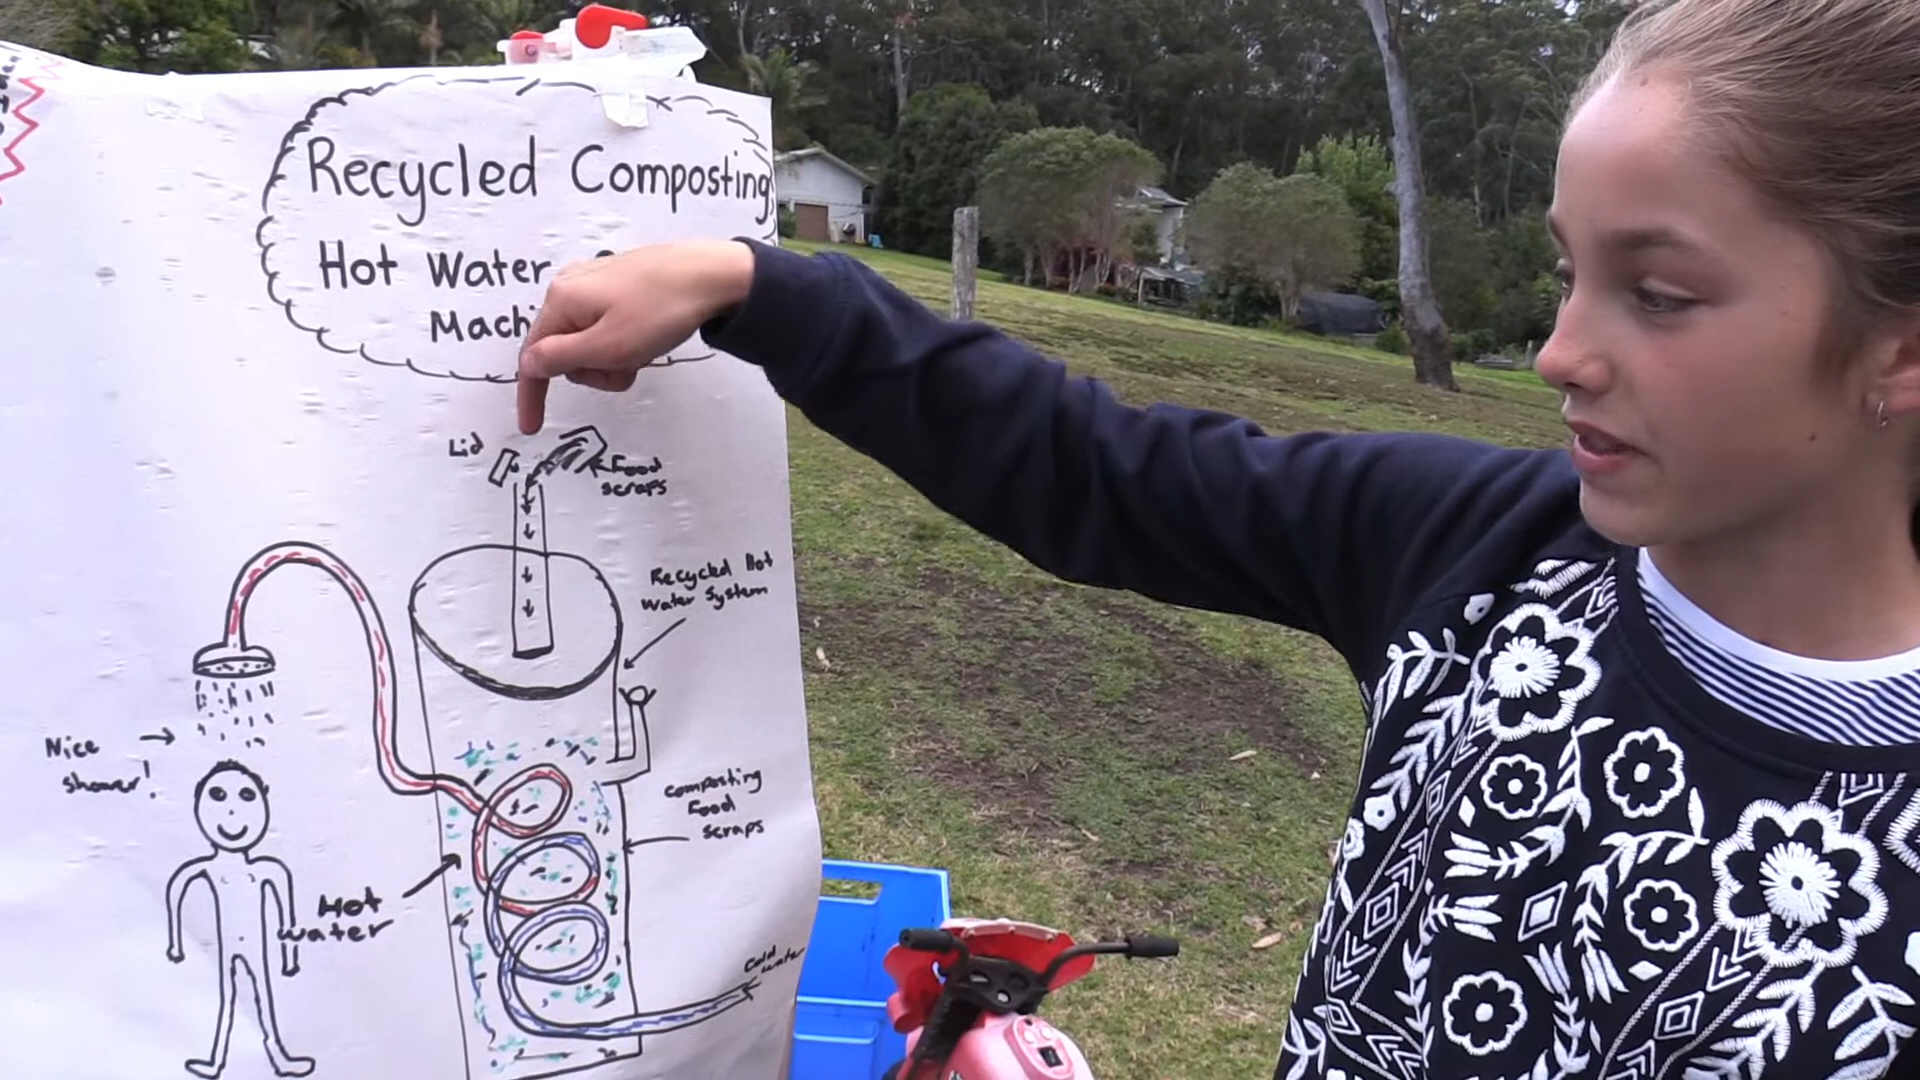 Recycled Composting
Hot Water
Lid
Food
scraps
Recycled Hot
Water System
Nice
shower!
composting
Food
scraps
Hot
water
Cold
water